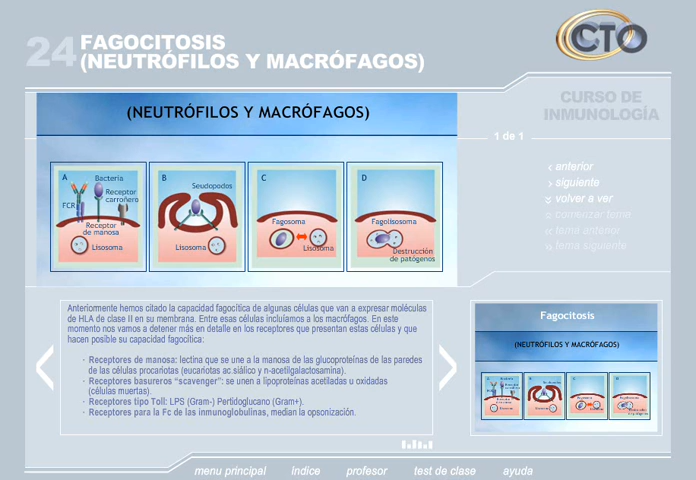 24 FAGOCITOSIS
(NEUTRÓFILOS Y MACRÓFAGOS)
CTO
CURSO DE
INMUNOLOGÍA
1 de 1
anterior
siguiente
volver a ver
comenzar tema
tema anterior
tema siguiente
(NEUTRÓFILOS Y MACRÓFAGOS)
A
Bacteria
Receptor
carroñero
FCR
Receptor
de manosa
Lisosoma
B
Seudopodos
Lisosoma
C
Fagosoma
Lisosoma
D
Fagolisosoma
Destrucción
de patógenos
Anteriormente hemos citado la capacidad fagocítica de algunas células que van a expresar moléculas
de HLA de clase II en su membrana. Entre esas células incluíamos a los macrófagos. En este
momento nos vamos a detener más en detalle en los receptores que presentan estas células y que
hacen posible su capacidad fagocítica:
- Receptores de manosa: lectina que se une a la manosa de las glucoproteínas de las paredes
de las células procariotas (eucariotas ac siálico y n-acetilgalactosamina).
- Receptores basureros "scavenger": se unen a lipoproteínas acetiladas u oxidadas
(células muertas).
- Receptores tipo Toll: LPS (Gram-) Pertidoglucano (Gram+).
- Receptores para la Fc de las inmunoglobulinas, median la opsonización.
Fagocitosis
(NEUTRÓFILOS Y MACRÓFAGOS)
menu principal
índice
profesor
test de clase
ayuda